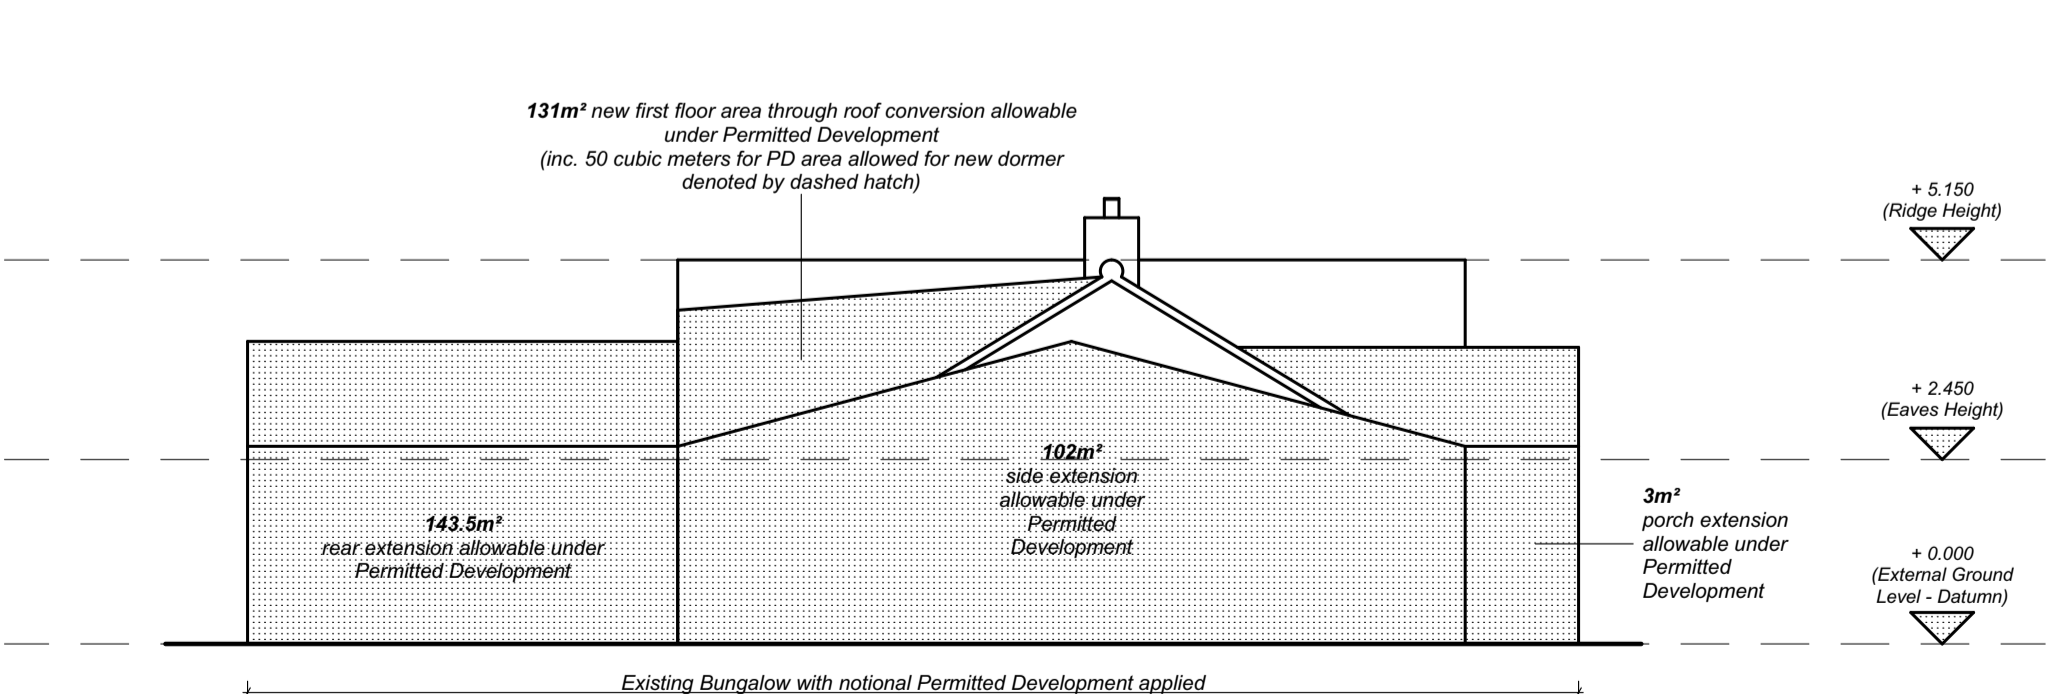 131m² new first floor area through roof conversion allowable
under Permitted Development
(inc. 50 cubic meters for PD area allowed for new dormer
denoted by dashed hatch)
+ 5.150
(Ridge Height)
+ 2.450
(Eaves Height)
102m²
side extension
allowable under
Permitted
Development
143.5m²
rear extension allowable under
Permitted Development
3m²
porch extension
allowable under
Permitted
Development
+ 0.000
(External Ground
Level - Datumn)
Existing Bungalow with notional Permitted Development applied